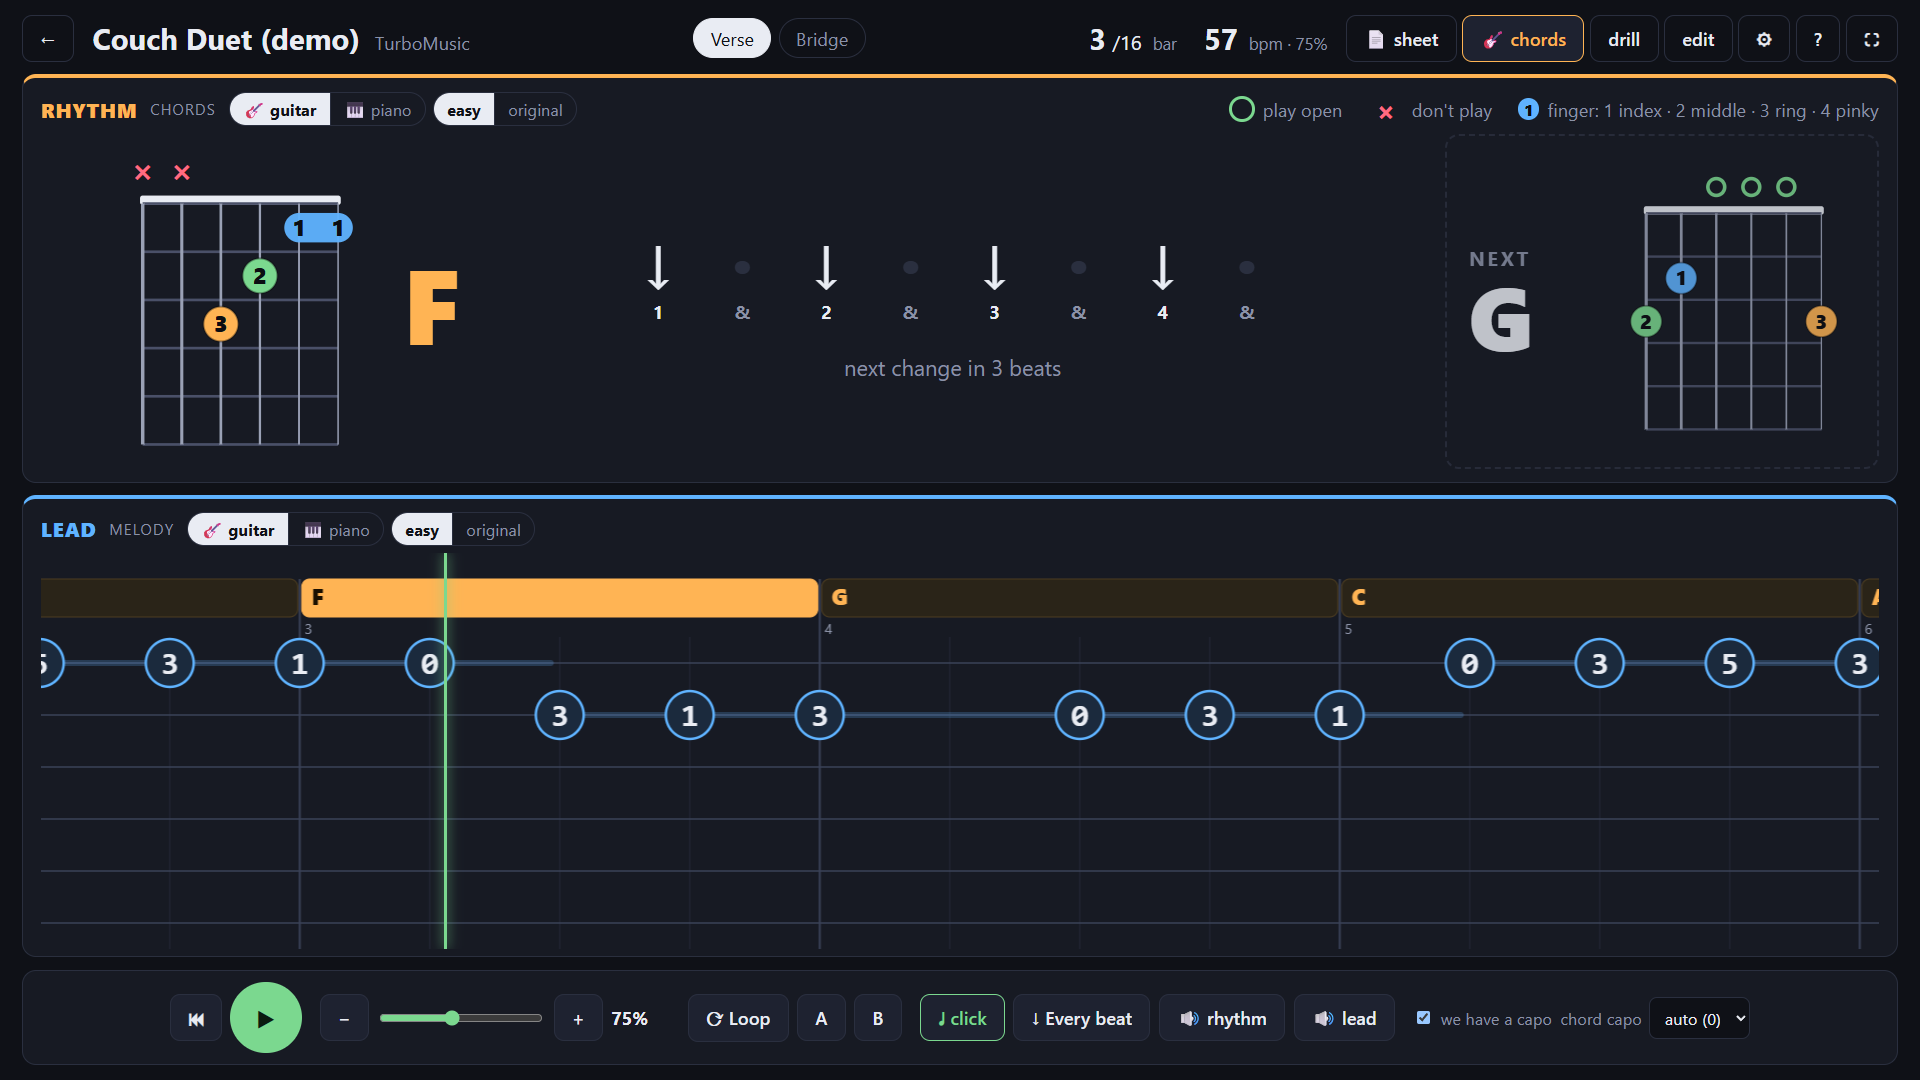 ← Couch Duet (demo) TurboMusic Verse Bridge 3 /16 bar 57 bpm · 75% sheet chords drill edit ?
RHYTHM CHORDS guitar piano easy original play open × don't play 1 finger: 1 index · 2 middle · 3 ring · 4 pinky
× ×
1 1
2
3
F
↓ ↓ ↓ ↓
1 & 2 & 3 & 4 &
next change in 3 beats
NEXT
G
1
2 3
LEAD MELODY guitar piano easy original
F G C A
3 4 5 6
5 3 1 0 0 3 5 3
3 1 3 0 3 1
− + 75% Loop A B click ↓ Every beat rhythm lead we have a capo chord capo auto (0)